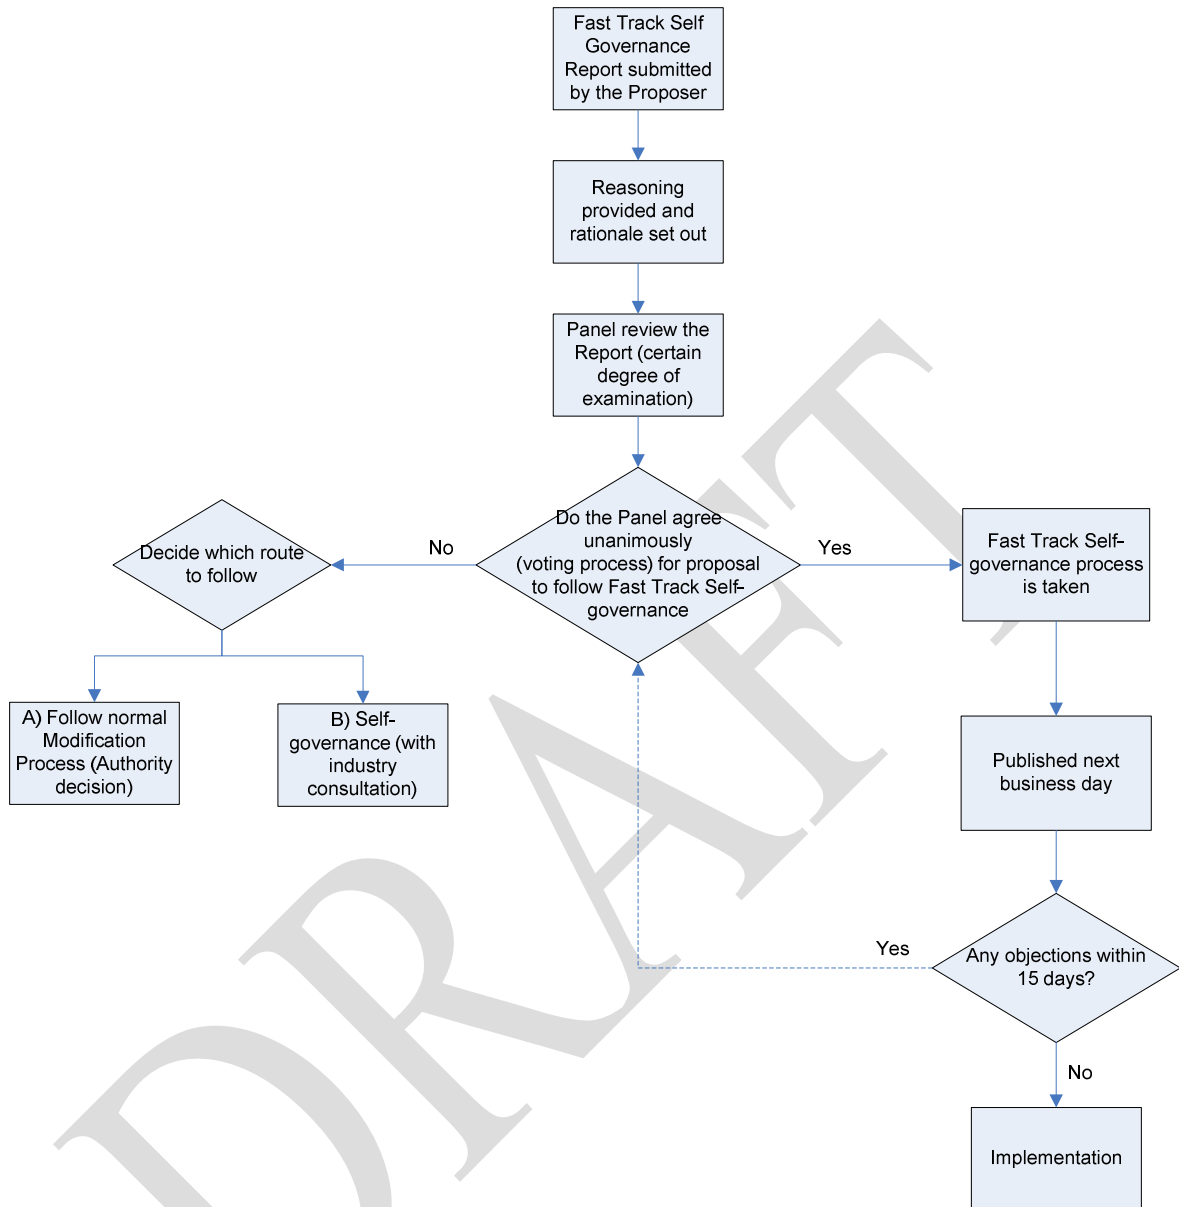 Fast Track Self
Governance
Report submitted
by the Proposer
Reasoning
provided and
rationale set out
Panel review the
Report (certain
degree of
examination)
Do the Panel agree
unanimously
(voting process) for proposal
to follow Fast Track Self-
governance
No
Yes
Decide which route
to follow
Fast Track Self-
governance process
is taken
A) Follow normal
Modification
Process (Authority
decision)
B) Self-
governance (with
industry
consultation)
Published next
business day
Any objections within
15 days?
Yes
No
Implementation
DRAFT